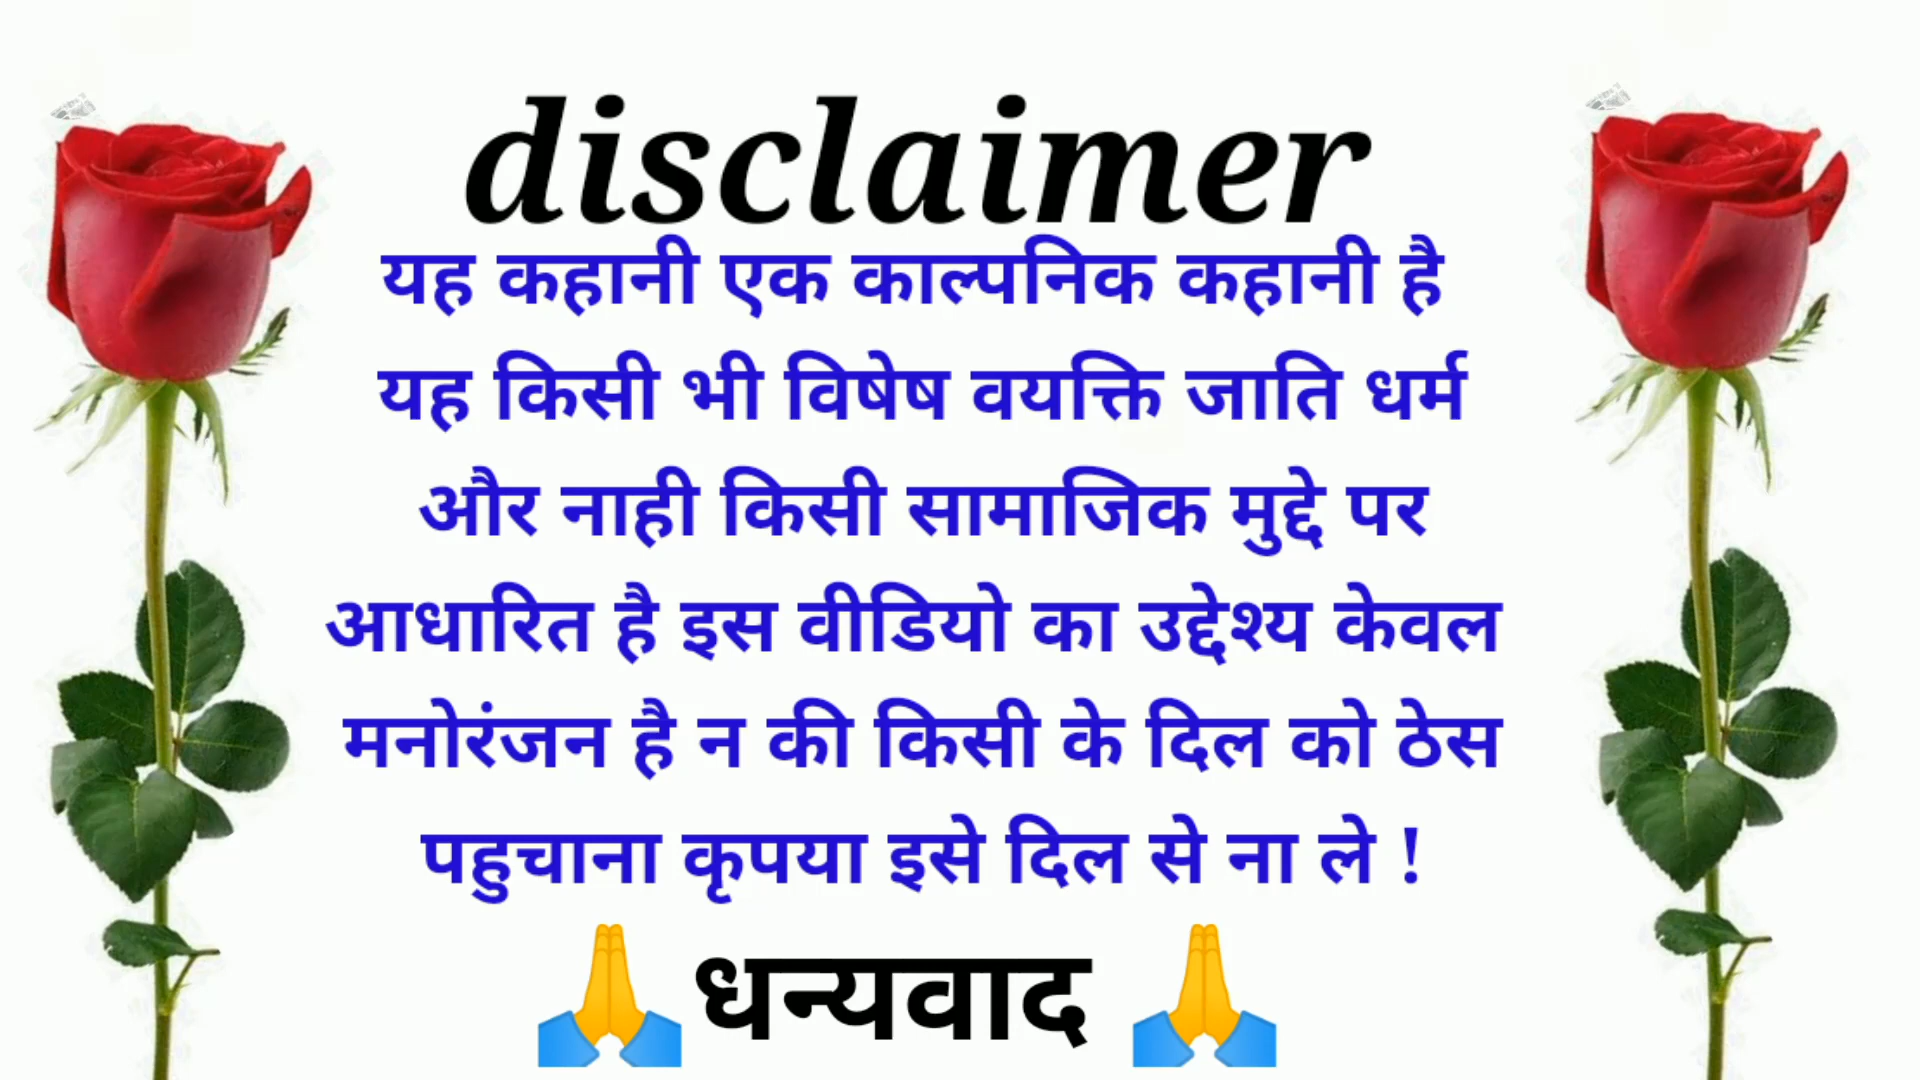 disclaimer
यह कहानी एक काल्पनिक कहानी है
यह किसी भी विषेष वयक्ति जाति धर्म
और नाही किसी सामाजिक मुद्दे पर
आधारित है इस वीडियो का उद्देश्य केवल
मनोरंजन है न की किसी के दिल को ठेस
पहुचाना कृपया इसे दिल से ना ले !
🙏धन्यवाद 🙏